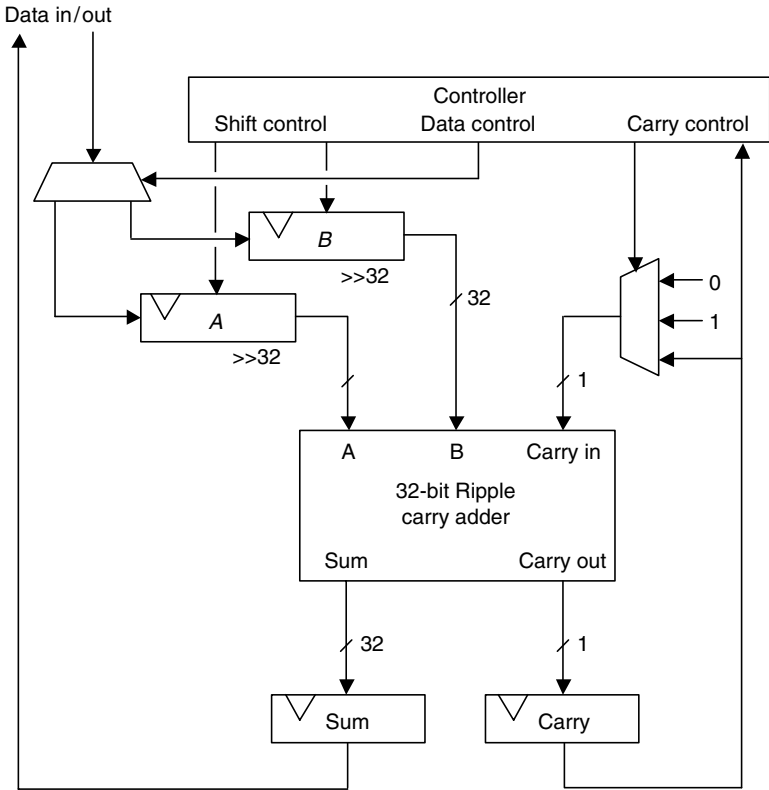 Data in/out
Controller
Shift control
Data control
Carry control
B
>>32
A
>>32
32
0
1
1
A
B
Carry in
32-bit Ripple
carry adder
Sum
Carry out
32
1
Sum
Carry